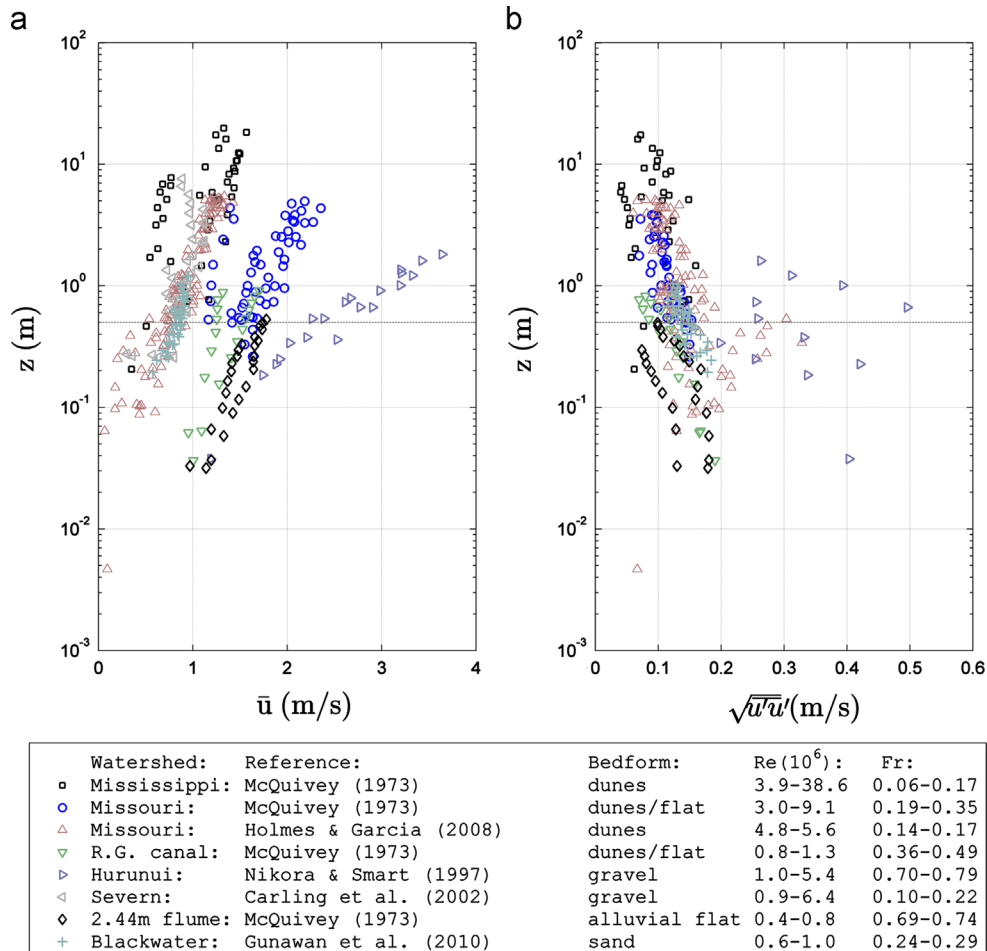 a
b
10²
10¹
10⁰
10⁻¹
10⁻²
10⁻³
z (m)
0 1 2 3 4
ū (m/s)
10²
10¹
10⁰
10⁻¹
10⁻²
10⁻³
z (m)
0 0.1 0.2 0.3 0.4 0.5 0.6
√u'u' (m/s)
Watershed: Reference: Bedform: Re(10⁶): Fr:
Mississippi: McQuivey (1973) dunes 3.9-38.6 0.06-0.17
Missouri: McQuivey (1973) dunes/flat 3.0-9.1 0.19-0.35
Missouri: Holmes & Garcia (2008) dunes 4.8-5.6 0.14-0.17
R.G. canal: McQuivey (1973) dunes/flat 0.8-1.3 0.36-0.49
Hurunui: Nikora & Smart (1997) gravel 1.0-5.4 0.70-0.79
Severn: Carling et al. (2002) gravel 0.9-6.4 0.10-0.22
2.44m flume: McQuivey (1973) alluvial flat 0.4-0.8 0.69-0.74
Blackwater: Gunawan et al. (2010) sand 0.6-1.0 0.24-0.29